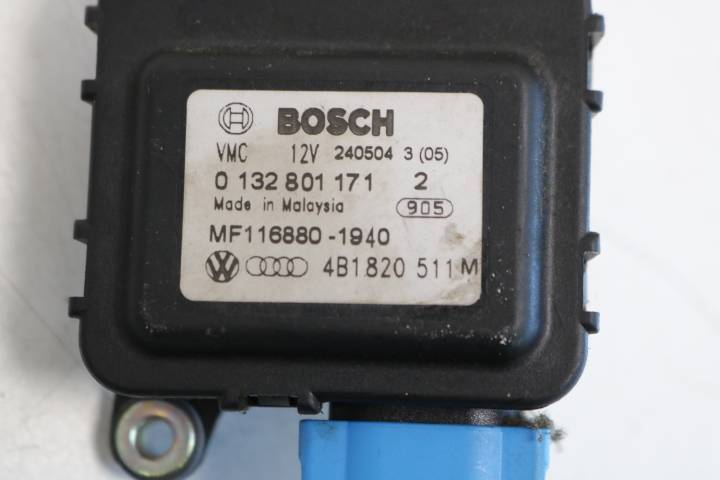 BOSCH
VMC 12V 240504 3 (05)
0 132 801 171 2
Made in Malaysia 905
MF116880-1940
4B1820 511 M